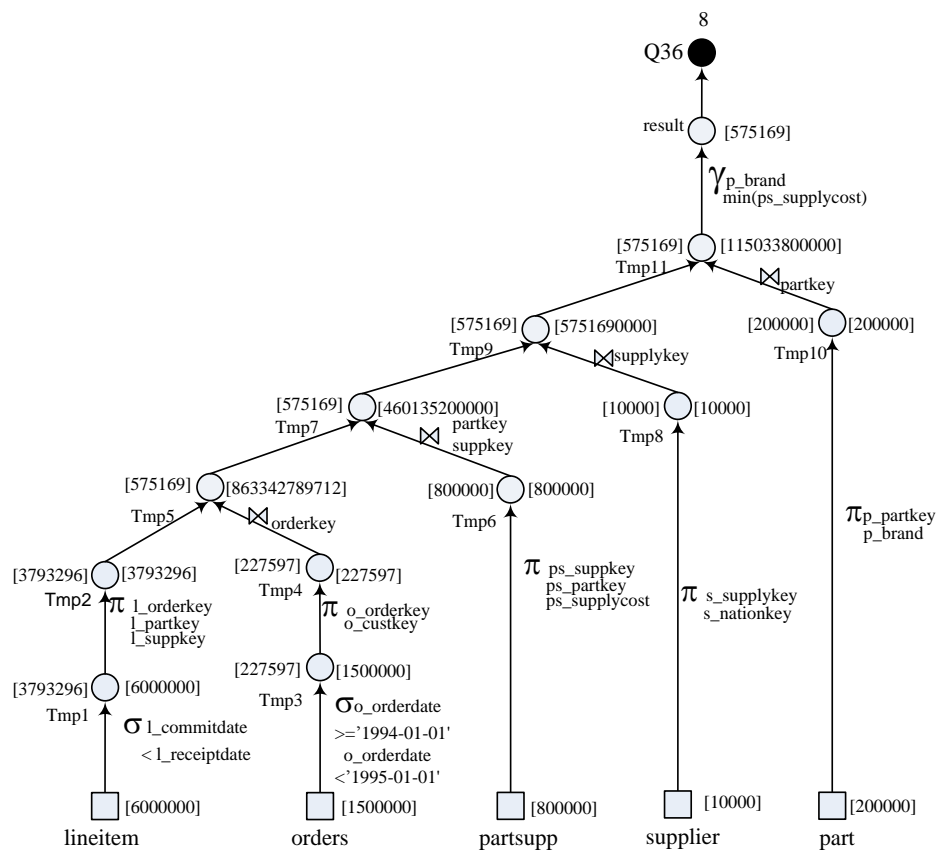 8
Q36
result [575169]
γ p_brand
min(ps_supplycost)
[575169] [115033800000]
Tmp11
⋈ partkey
[575169] [5751690000]
Tmp9
[200000] [200000]
Tmp10
⋈ supplykey
[575169] [460135200000]
Tmp7
[10000] [10000]
Tmp8
⋈ partkey
suppkey
[575169] [863342789712]
Tmp5
[800000] [800000]
Tmp6
⋈ orderkey
π p_partkey
p_brand
[3793296] [3793296]
Tmp2
[227597] [227597]
Tmp4
π l_orderkey
l_partkey
l_suppkey
π o_orderkey
o_custkey
π ps_suppkey
ps_partkey
ps_supplycost
π s_supplykey
s_nationkey
[3793296] [6000000]
Tmp1
[227597] [1500000]
Tmp3
σ l_commitdate
< l_receiptdate
σ o_orderdate
>='1994-01-01'
o_orderdate
<'1995-01-01'
[6000000]
lineitem
[1500000]
orders
[800000]
partsupp
[10000]
supplier
[200000]
part